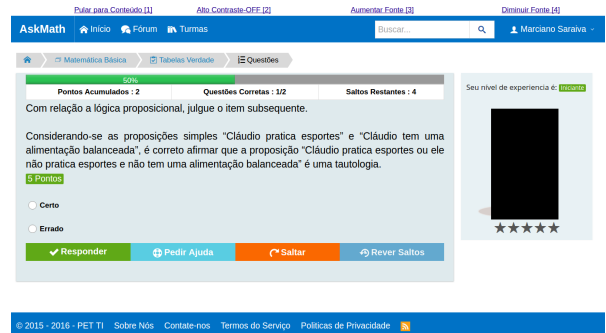 Pular para Conteúdo [1] Alto Contraste-OFF [2] Aumentar Fonte [3] Diminuir Fonte [4]
AskMath Início Fórum Turmas Buscar... Marciano Saraiva
Matemática Básica Tabelas Verdade Questões
50%
Pontos Acumulados : 2 Questões Corretas : 1/2 Saltos Restantes : 4
Seu nível de experiencia é: Iniciante
Com relação a lógica proposicional, julgue o item subsequente.
Considerando-se as proposições simples “Cláudio pratica esportes” e “Cláudio tem uma
alimentação balanceada”, é correto afirmar que a proposição “Cláudio pratica esportes ou ele
não pratica esportes e não tem uma alimentação balanceada” é uma tautologia.
5 Pontos
Certo
Errado
Responder Pedir Ajuda Saltar Rever Saltos
© 2015 - 2016 - PET TI Sobre Nós Contate-nos Termos do Serviço Politicas de Privacidade